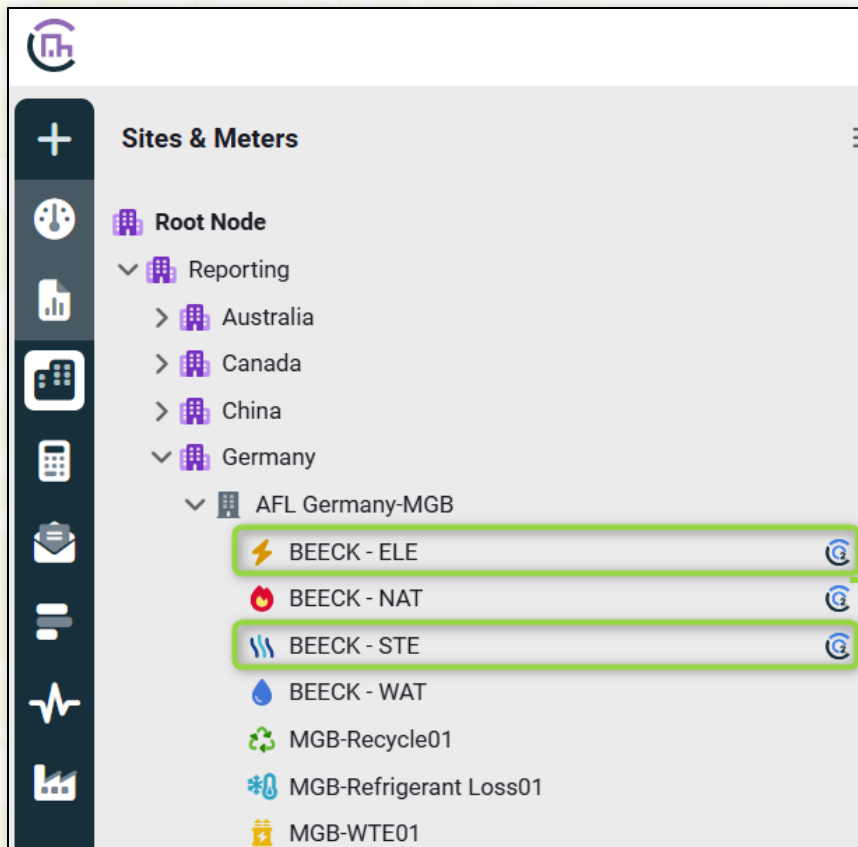 Sites & Meters
Root Node
Reporting
Australia
Canada
China
Germany
AFL Germany-MGB
BEECK - ELE
BEECK - NAT
BEECK - STE
BEECK - WAT
MGB-Recycle01
MGB-Refrigerant Loss01
MGB-WTE01